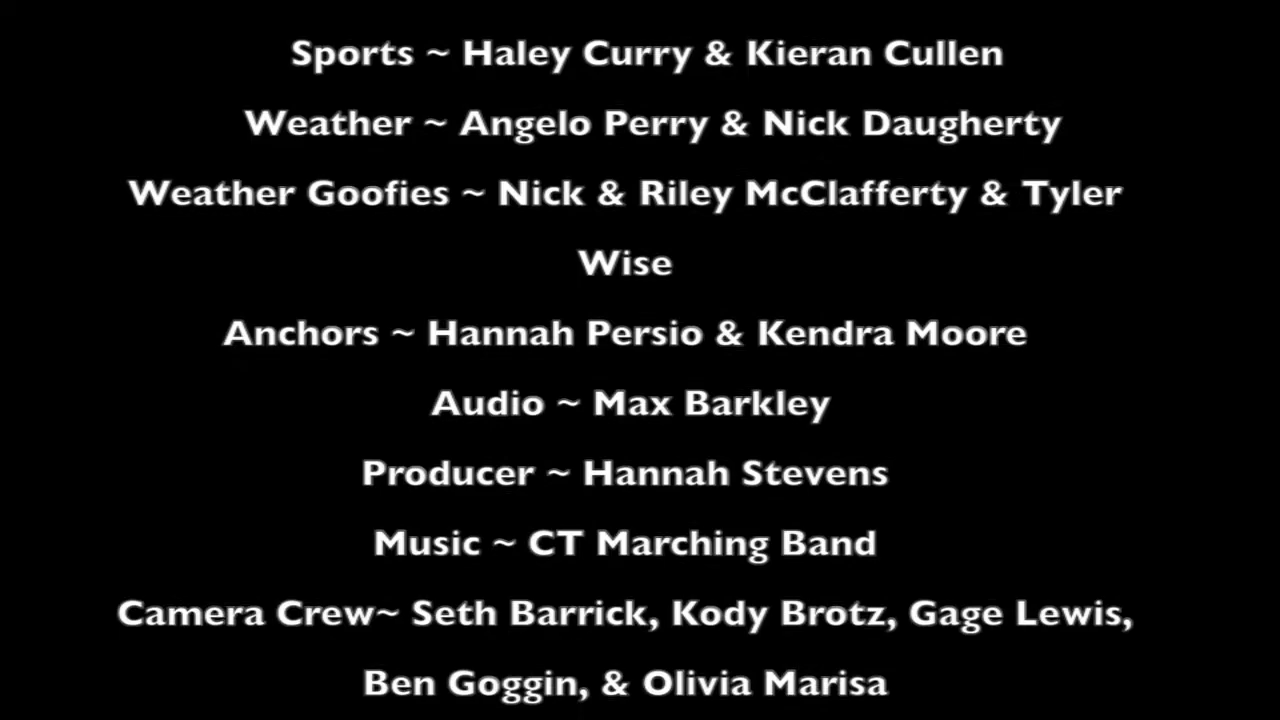 Sports ~ Haley Curry & Kieran Cullen
Weather ~ Angelo Perry & Nick Daugherty
Weather Goofies ~ Nick & Riley McClafferty & Tyler
Wise
Anchors ~ Hannah Persio & Kendra Moore
Audio ~ Max Barkley
Producer ~ Hannah Stevens
Music ~ CT Marching Band
Camera Crew~ Seth Barrick, Kody Brotz, Gage Lewis,
Ben Goggin, & Olivia Marisa